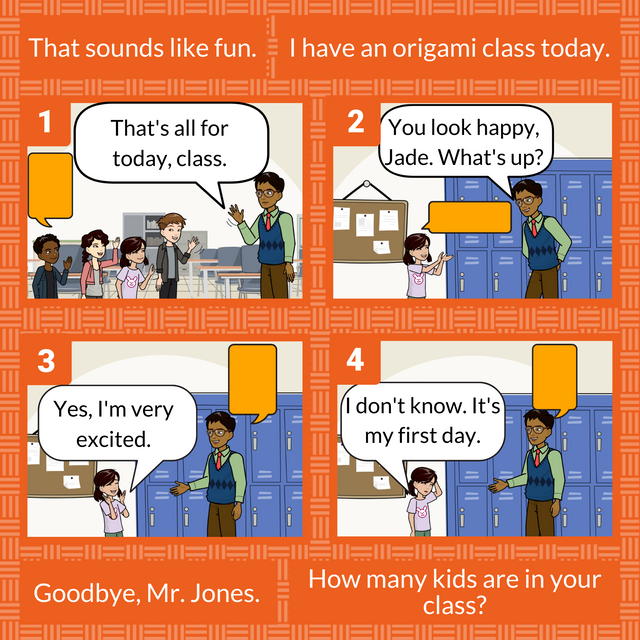 That sounds like fun.
I have an origami class today.
1
That's all for
today, class.
2
You look happy,
Jade. What's up?
3
Yes, I'm very
excited.
4
I don't know. It's
my first day.
Goodbye, Mr. Jones.
How many kids are in your
class?